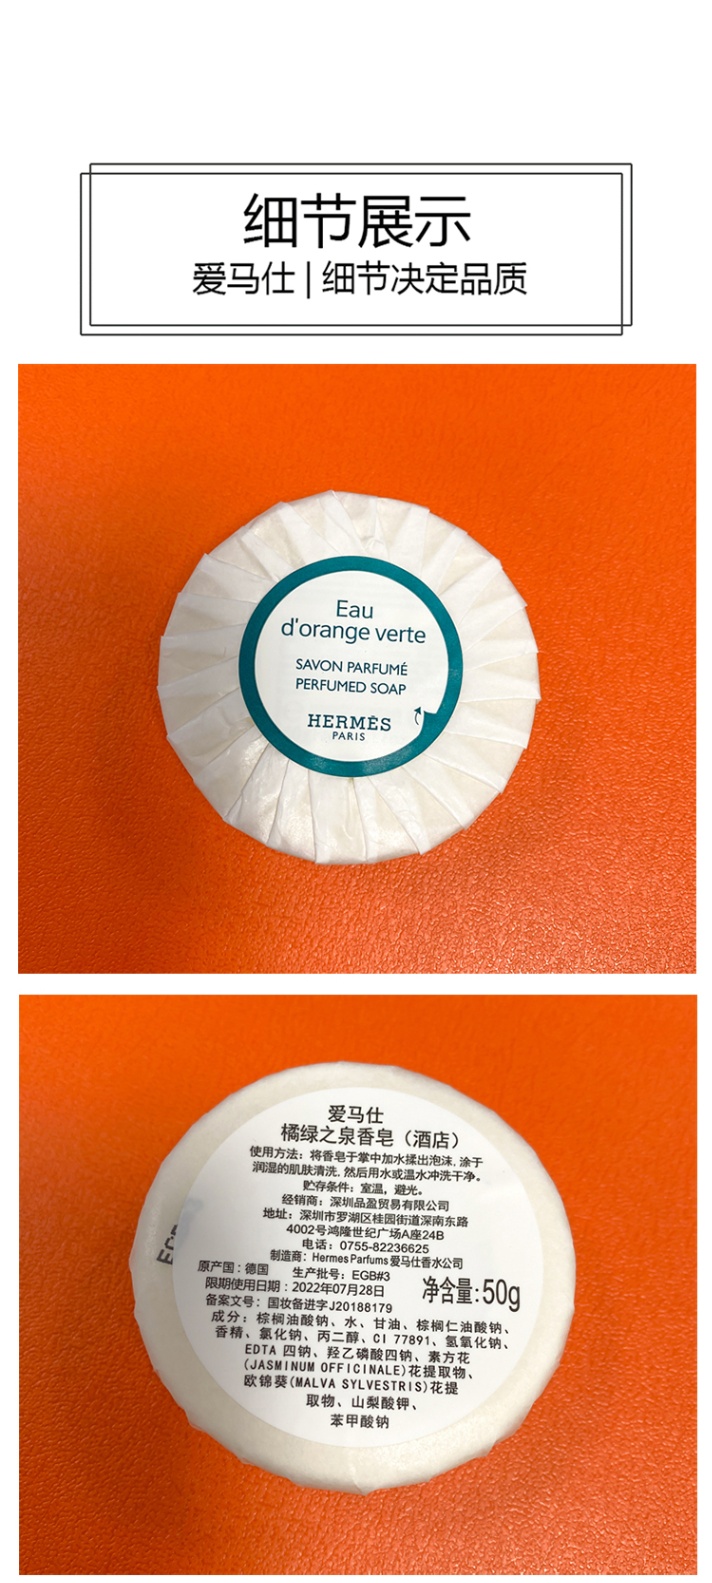 细节展示
爱马仕 | 细节决定品质
Eau
d'orange verte
SAVON PARFUMÉ
PERFUMED SOAP
HERMÈS
PARIS
爱马仕
橘绿之泉香皂（酒店）
使用方法：将香皂于掌中加水揉出泡沫, 涂于
润湿的肌肤清洗, 然后用水或温水冲洗干净。
贮存条件：室温，避光。
经销商：深圳品盈贸易有限公司
地址：深圳市罗湖区桂园街道深南东路
4002号鸿隆世纪广场A座24B
电话：0755-82236625
制造商：Hermes Parfums 爱马仕香水公司
原产国：德国 生产批号：EGB#3
限期使用日期：2022年07月28日
备案文号：国妆备进字J20188179
净含量:50g
成分：棕榈油酸钠、水、甘油、棕榈仁油酸钠、
香精、氯化钠、丙二醇、CI 77891、氢氧化钠、
EDTA 四钠、羟乙磷酸四钠、素方花
(JASMINUM OFFICINALE)花提取物、
欧锦葵(MALVA SYLVESTRIS)花提
取物、山梨酸钾、
苯甲酸钠